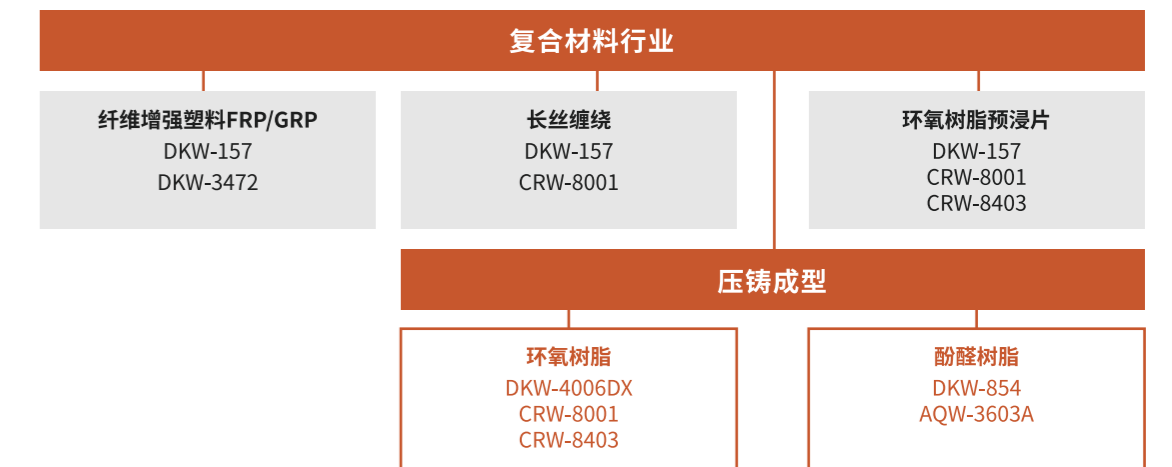 复合材料行业
纤维增强塑料FRP/GRP
DKW-157
DKW-3472
长丝缠绕
DKW-157
CRW-8001
环氧树脂预浸片
DKW-157
CRW-8001
CRW-8403
压铸成型
环氧树脂
DKW-4006DX
CRW-8001
CRW-8403
酚醛树脂
DKW-854
AQW-3603A